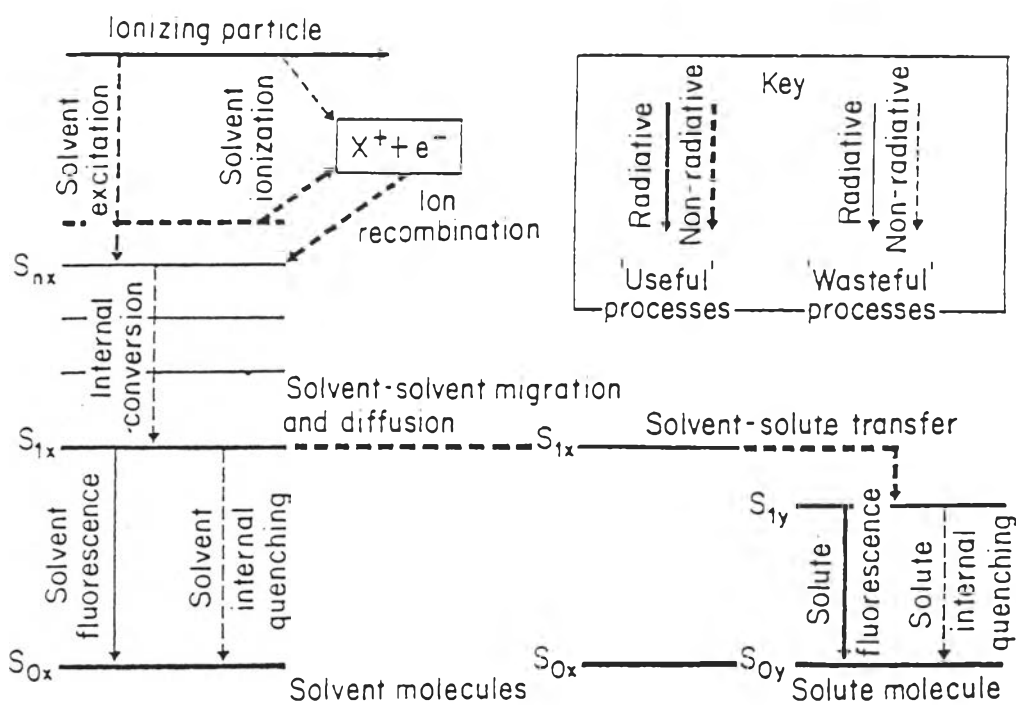 Ionizing particle
Solvent
excitation
Solvent
ionization
X⁺ + e⁻
Ion
recombination
Snx
Internal
conversion
Key
Radiative
Non-radiative
Radiative
Non-radiative
'Useful'
processes
'Wasteful'
processes
Solvent-solvent migration
and diffusion
Solvent-solute transfer
S1x
S1x
S1y
Solvent
fluorescence
Solvent
internal
quenching
Solute
fluorescence
Solute
internal
quenching
S0x
S0x
S0y
Solvent molecules
Solute molecule